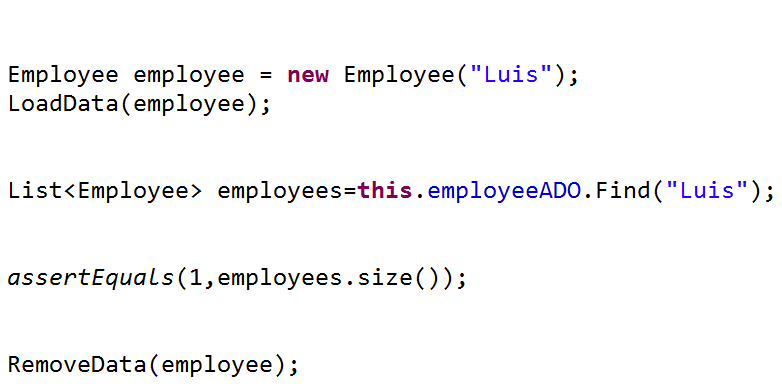 Employee employee = new Employee("Luis");
LoadData(employee);
List<Employee> employees=this.employeeADO.Find("Luis");
assertEquals(1,employees.size());
RemoveData(employee);